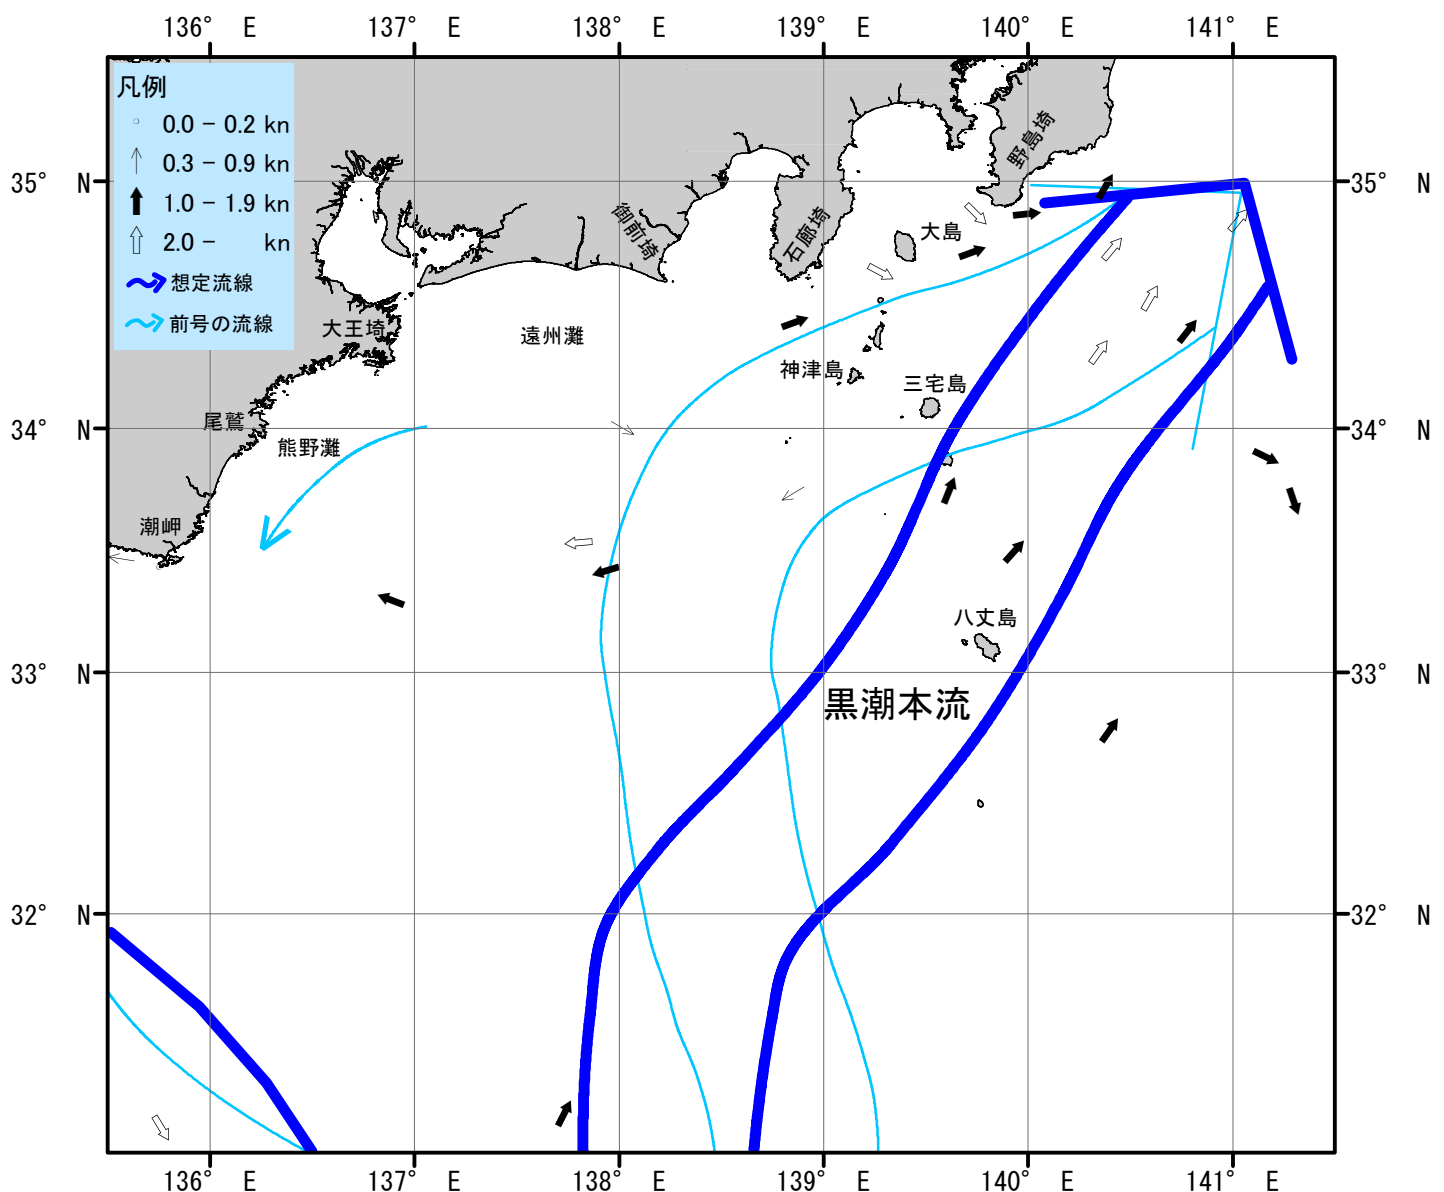 136° E 137° E 138° E 139° E 140° E 141° E
凡例
0.0 - 0.2 kn
0.3 - 0.9 kn
1.0 - 1.9 kn
2.0 - kn
想定流線
前号の流線
野島埼
35° N
35° N
御前埼
石廊埼
大島
大王埼
遠州灘
神津島
三宅島
尾鷲
34° N
34° N
熊野灘
潮岬
八丈島
33° N
33° N
黒潮本流
32° N
32° N
136° E 137° E 138° E 139° E 140° E 141° E